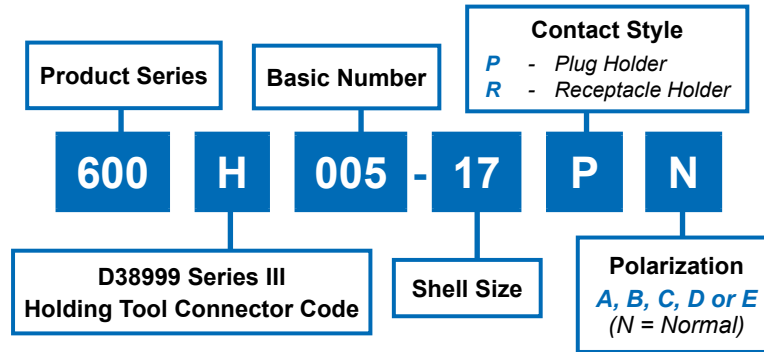 Product Series
Basic Number
Contact Style
P - Plug Holder
R - Receptacle Holder
600 H 005 - 17 P N
D38999 Series III
Holding Tool Connector Code
Shell Size
Polarization
A, B, C, D or E
(N = Normal)